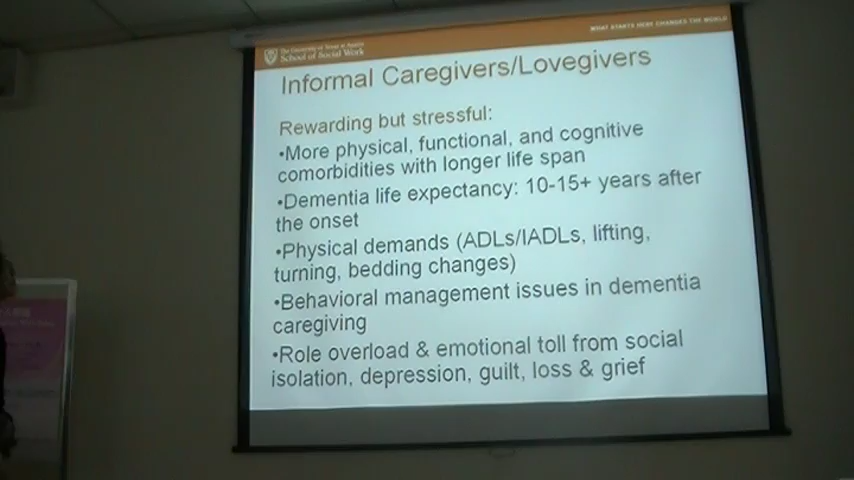 The University of Texas at Austin
School of Social Work
WHAT STARTS HERE CHANGES THE WORLD
Informal Caregivers/Lovegivers
Rewarding but stressful:
•More physical, functional, and cognitive
comorbidities with longer life span
•Dementia life expectancy: 10-15+ years after
the onset
•Physical demands (ADLs/IADLs, lifting,
turning, bedding changes)
•Behavioral management issues in dementia
caregiving
•Role overload & emotional toll from social
isolation, depression, guilt, loss & grief